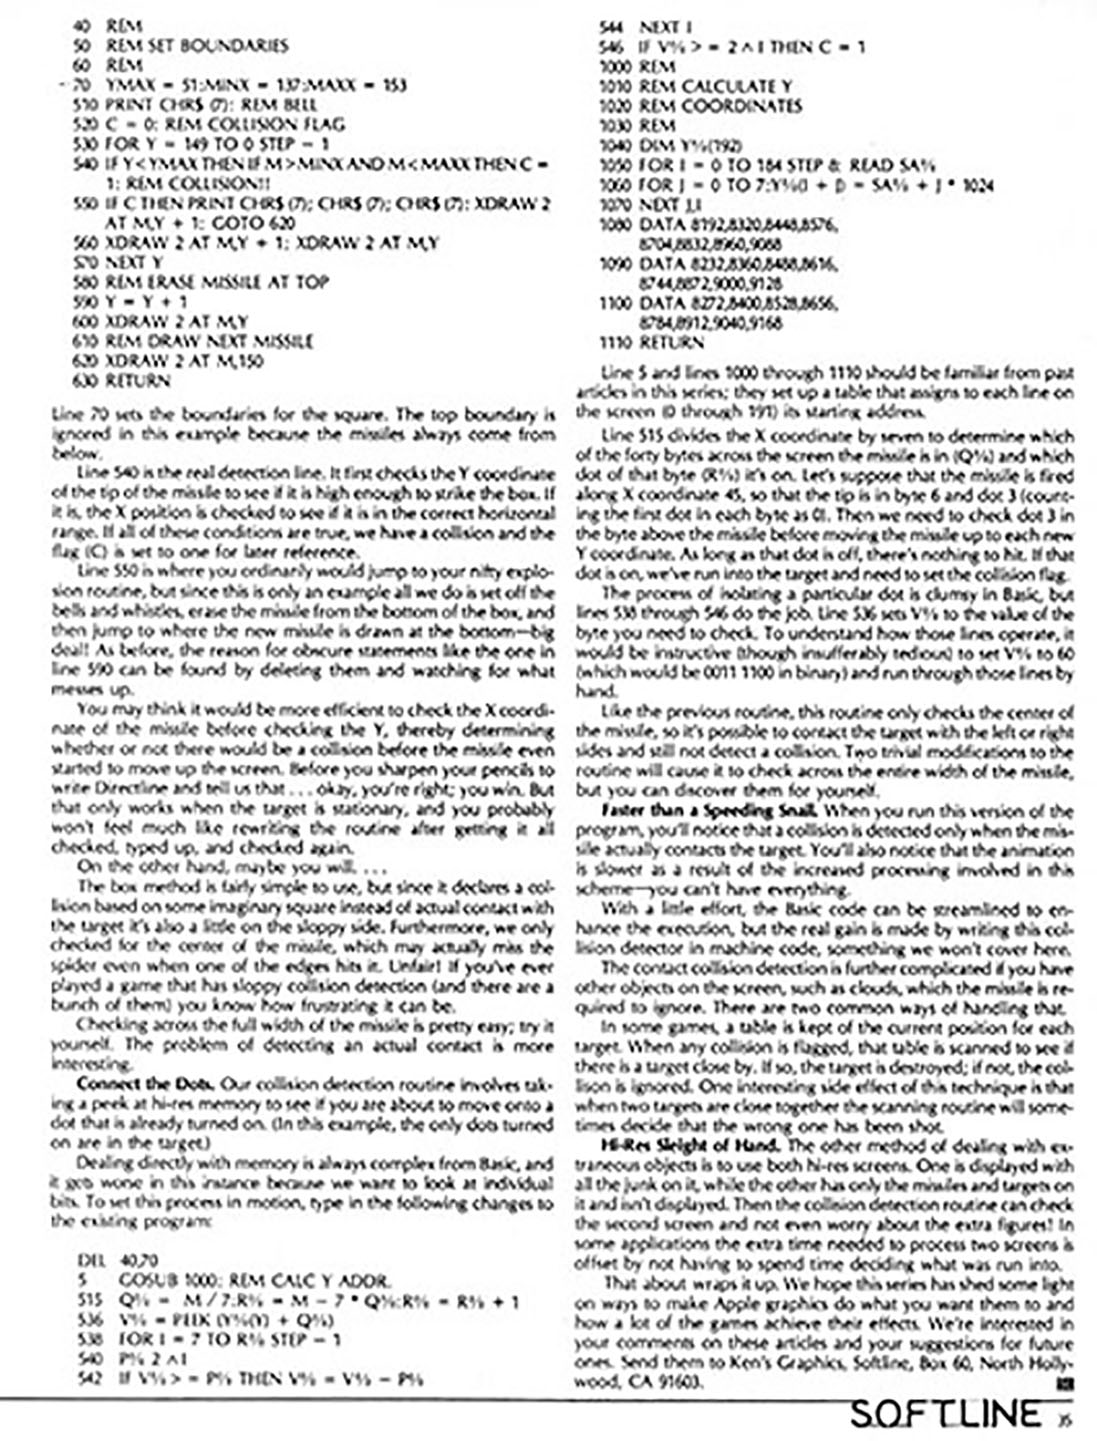 40 REM
50 REM SET BOUNDARIES
60 REM
70 YMAX = 51:MINX = 137:MAXX = 153
510 PRINT CHR$ (7): REM BELL
520 C = 0: REM COLLISION FLAG
530 FOR Y = 149 TO 0 STEP - 1
540 IF Y < YMAX THEN IF M > MINX AND M < MAXX THEN C =
1: REM COLLISION!!
550 IF C THEN PRINT CHR$ (7); CHR$ (7); CHR$ (7): XDRAW 2
AT M,Y + 1: GOTO 620
560 XDRAW 2 AT M,Y + 1: XDRAW 2 AT M,Y
570 NEXT Y
580 REM ERASE MISSILE AT TOP
590 Y = Y + 1
600 XDRAW 2 AT M,Y
610 REM DRAW NEXT MISSILE
620 XDRAW 2 AT M,150
630 RETURN
Line 70 sets the boundaries for the square. The top boundary is
ignored in this example because the missiles always come from
below.
Line 540 is the real detection line. It first checks the Y coordinate
of the tip of the missile to see if it is high enough to strike the box. If
it is, the X position is checked to see if it is in the correct horizontal
range. If all of these conditions are true, we have a collision and the
flag (C) is set to one for later reference.
Line 550 is where you ordinarily would jump to your nifty explo-
sion routine, but since this is only an example all we do is set off the
bells and whistles, erase the missile from the bottom of the box, and
then jump to where the new missile is drawn at the bottom—big
deal! As before, the reason for obscure statements like the one in
line 590 can be found by deleting them and watching for what
messes up.
You may think it would be more efficient to check the X coordi-
nate of the missile before checking the Y, thereby determining
whether or not there would be a collision before the missile even
started to move up the screen. Before you sharpen your pencils to
write Directline and tell us that . . . okay, you're right; you win. But
that only works when the target is stationary, and you probably
won't feel much like rewriting the routine after getting it all
checked, typed up, and checked again.
On the other hand, maybe you will. . . .
The box method is fairly simple to use, but since it declares a col-
lision based on some imaginary square instead of actual contact with
the target it's also a little on the sloppy side. Furthermore, we only
checked for the center of the missile, which may actually miss the
spider even when one of the edges hits it. Unfair! If you've ever
played a game that has sloppy collision detection (and there are a
bunch of them) you know how frustrating it can be.
Checking across the full width of the missile is pretty easy; try it
yourself. The problem of detecting an actual contact is more
interesting.
Connect the Dots. Our collision detection routine involves tak-
ing a peek at hi-res memory to see if you are about to move onto a
dot that is already turned on. (In this example, the only dots turned
on are in the target.)
Dealing directly with memory is always complex from Basic, and
it gets worse in this instance because we want to look at individual
bits. To set this process in motion, type in the following changes to
the existing program:
DEL 40,70
5 GOSUB 1000: REM CALC Y ADDR.
515 Q% = M / 7:R% = M - 7 * Q%:R% = R% + 1
536 V% = PEEK (Y%(Y) + Q%)
538 FOR I = 7 TO R% STEP - 1
540 P% 2 ^ I
542 IF V% > = P% THEN V% = V% - P%
544 NEXT I
546 IF V% > = 2 ^ I THEN C = 1
1000 REM
1010 REM CALCULATE Y
1020 REM COORDINATES
1030 REM
1040 DIM Y%(192)
1050 FOR I = 0 TO 184 STEP 8: READ SA%
1060 FOR J = 0 TO 7:Y%(I + J) = SA% + J * 1024
1070 NEXT J,I
1080 DATA 8192,8320,8448,8576,
8704,8832,8960,9088
1090 DATA 8232,8360,8488,8616,
8744,8872,9000,9128
1100 DATA 8272,8400,8528,8656,
8784,8912,9040,9168
1110 RETURN
Line 5 and lines 1000 through 1110 should be familiar from past
articles in this series; they set up a table that assigns to each line on
the screen (0 through 191) its starting address.
Line 515 divides the X coordinate by seven to determine which
of the forty bytes across the screen the missile is in (Q%) and which
dot of that byte (R%) it's on. Let's suppose that the missile is fired
along X coordinate 45, so that the tip is in byte 6 and dot 3 (count-
ing the first dot in each byte as 0). Then we need to check dot 3 in
the byte above the missile before moving the missile up to each new
Y coordinate. As long as that dot is off, there's nothing to hit. If that
dot is on, we've run into the target and need to set the collision flag.
The process of isolating a particular dot is clumsy in Basic, but
lines 538 through 546 do the job. Line 536 sets V% to the value of the
byte you need to check. To understand how those lines operate, it
would be instructive (though insufferably tedious) to set V% to 60
(which would be 0011 1100 in binary) and run through those lines by
hand.
Like the previous routine, this routine only checks the center of
the missile, so it's possible to contact the target with the left or right
sides and still not detect a collision. Two trivial modifications to the
routine will cause it to check across the entire width of the missile,
but you can discover them for yourself.
Faster than a Speeding Snail. When you run this version of the
program, you'll notice that a collision is detected only when the mis-
sile actually contacts the target. You'll also notice that the animation
is slower as a result of the increased processing involved in this
scheme—you can't have everything.
With a little effort, the Basic code can be streamlined to en-
hance the execution, but the real gain is made by writing this col-
lision detector in machine code, something we won't cover here.
The contact collision detection is further complicated if you have
other objects on the screen, such as clouds, which the missile is re-
quired to ignore. There are two common ways of handling that.
In some games, a table is kept of the current position for each
target. When any collision is flagged, that table is scanned to see if
there is a target close by. If so, the target is destroyed; if not, the col-
lison is ignored. One interesting side effect of this technique is that
when two targets are close together the scanning routine will some-
times decide that the wrong one has been shot.
Hi-Res Sleight of Hand. The other method of dealing with ex-
traneous objects is to use both hi-res screens. One is displayed with
all the junk on it, while the other has only the missiles and targets on
it and isn't displayed. Then the collision detection routine can check
the second screen and not even worry about the extra figures! In
some applications the extra time needed to process two screens is
offset by not having to spend time deciding what was run into.
That about wraps it up. We hope this series has shed some light
on ways to make Apple graphics do what you want them to and
how a lot of the games achieve their effects. We're interested in
your comments on these articles and your suggestions for future
ones. Send them to Ken's Graphics, Softline, Box 60, North Holly-
wood, CA 91603.
SOFTLINE 35